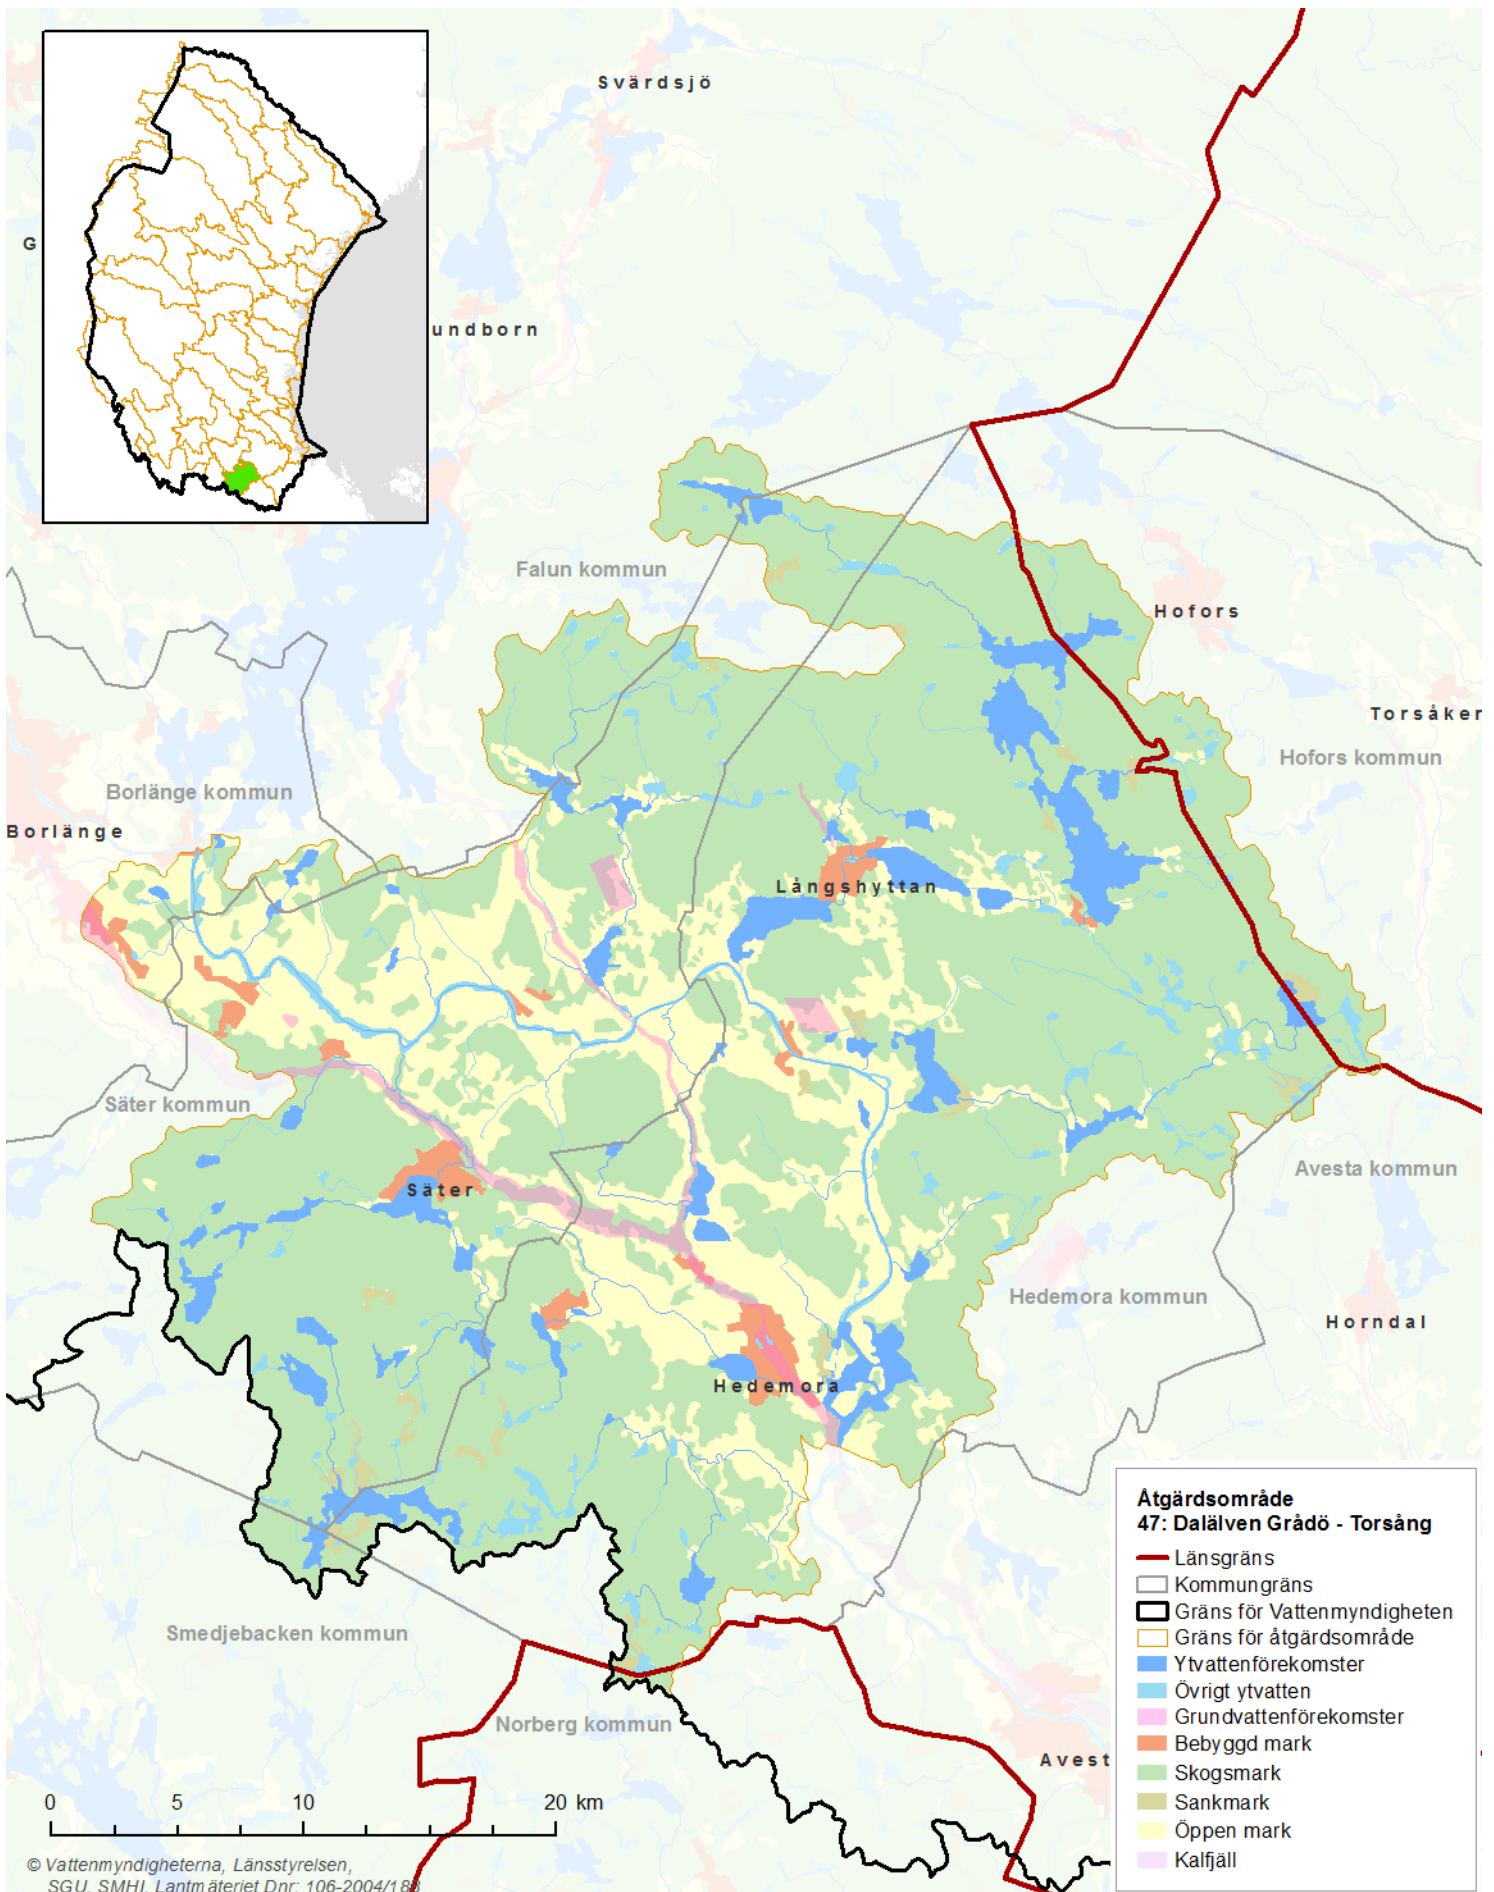 Svärdsjö
G
undborn
Falun kommun
Hofors
Torsåker
Hofors kommun
Borlänge kommun
Borlänge
Långshyttan
Säter kommun
Avesta kommun
Säter
Hedemora kommun
Horndal
Hedemora
Smedjebacken kommun
Norberg kommun
Avest
Åtgärdsområde
47: Dalälven Grådö - Torsång
Länsgräns
Kommungräns
Gräns för Vattenmyndigheten
Gräns för åtgärdsområde
Ytvattenförekomster
Övrigt ytvatten
Grundvattenförekomster
Bebyggd mark
Skogsmark
Sankmark
Öppen mark
Kalfjäll
0 5 10 20 km
© Vattenmyndigheterna, Länsstyrelsen,
SGU, SMHI, Lantmäteriet Dnr: 106-2004/188